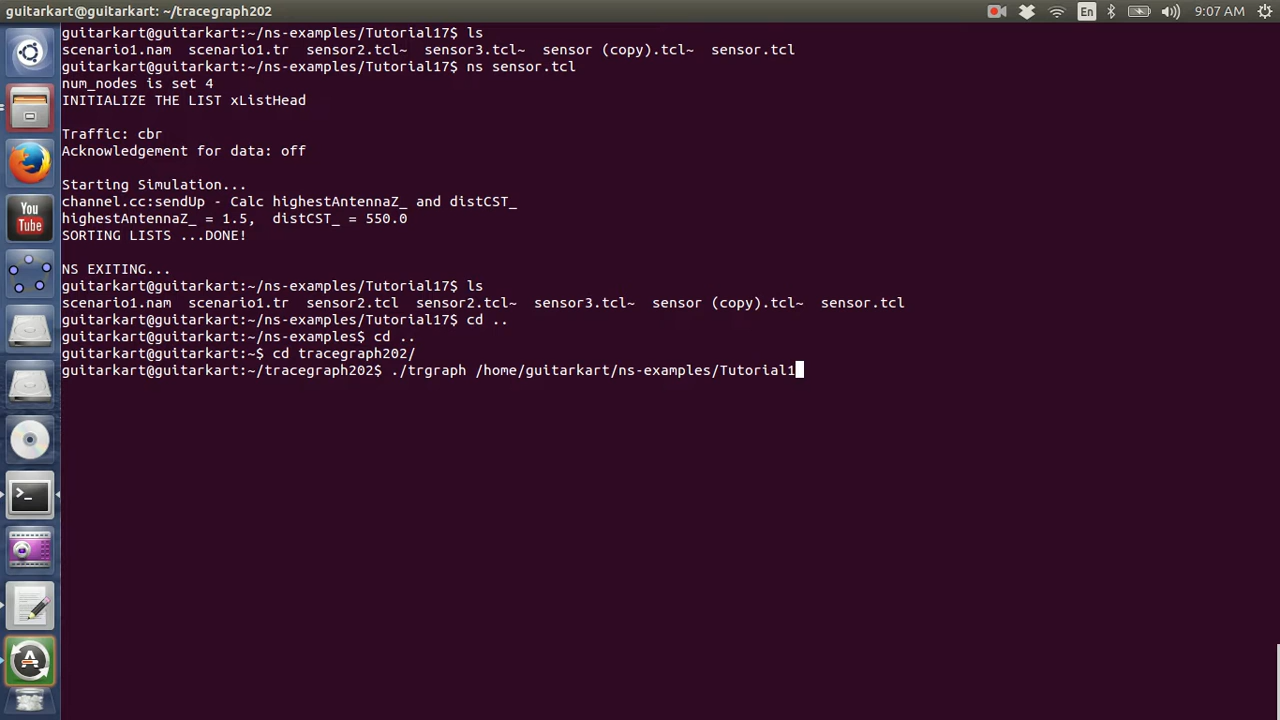 guitarkart@guitarkart: ~/tracegraph202
En
9:07 AM
guitarkart@guitarkart:~/ns-examples/Tutorial17$ ls
scenario1.nam  scenario1.tr  sensor2.tcl~  sensor3.tcl~  sensor (copy).tcl~  sensor.tcl
guitarkart@guitarkart:~/ns-examples/Tutorial17$ ns sensor.tcl
num_nodes is set 4
INITIALIZE THE LIST xListHead
Traffic: cbr
Acknowledgement for data: off
Starting Simulation...
channel.cc:sendUp - Calc highestAntennaZ_ and distCST_
highestAntennaZ_ = 1.5,  distCST_ = 550.0
SORTING LISTS ...DONE!
NS EXITING...
guitarkart@guitarkart:~/ns-examples/Tutorial17$ ls
scenario1.nam  scenario1.tr  sensor2.tcl  sensor2.tcl~  sensor3.tcl~  sensor (copy).tcl~  sensor.tcl
guitarkart@guitarkart:~/ns-examples/Tutorial17$ cd ..
guitarkart@guitarkart:~/ns-examples$ cd ..
guitarkart@guitarkart:~$ cd tracegraph202/
guitarkart@guitarkart:~/tracegraph202$ ./trgraph /home/guitarkart/ns-examples/Tutorial1
You
Tube
>_
A